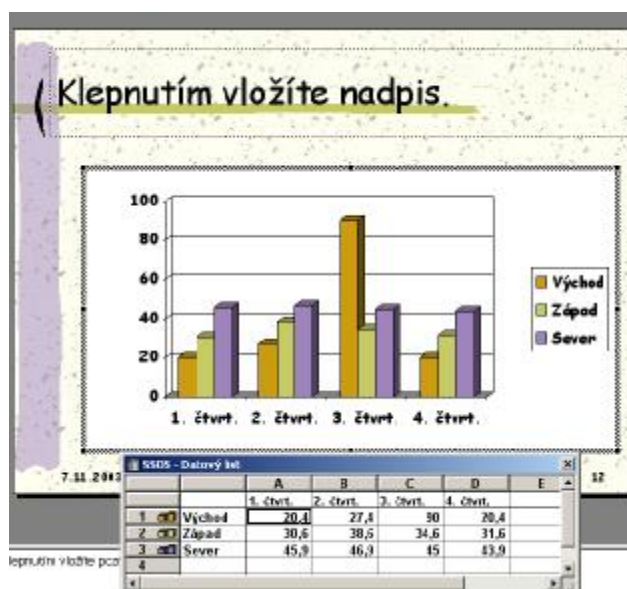 Klepnutím vložíte nadpis.
100
80
60
40
20
0
1. čtvrt. 2. čtvrt. 3. čtvrt. 4. čtvrt.
Východ
Západ
Sever
7.11.2003
12
SSDS - Datový list
A B C D E
1. čtvrt. 2. čtvrt. 3. čtvrt. 4. čtvrt.
1 Východ 20,4 27,4 90 20,4
2 Západ 30,6 38,6 34,6 31,6
3 Sever 45,9 46,9 45 43,9
4
lepnutím vložíte poz